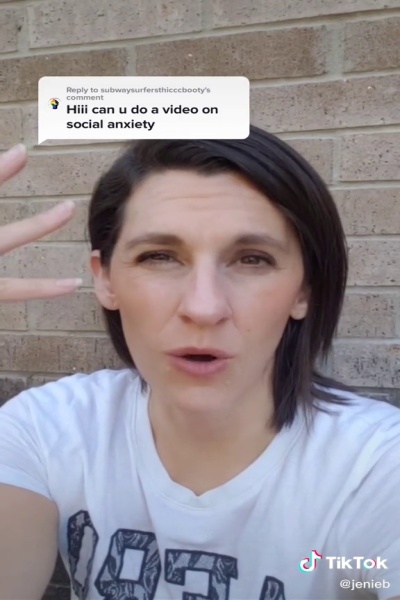 Reply to subwaysurfersthicccbooty's
comment
Hiii can u do a video on
social anxiety
TikTok
@jenieb